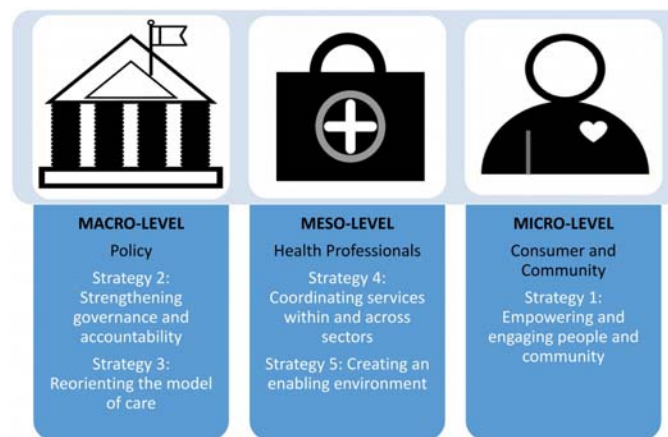 MACRO-LEVEL
Policy
Strategy 2:
Strengthening
governance and
accountability
Strategy 3:
Reorienting the model
of care
MESO-LEVEL
Health Professionals
Strategy 4:
Coordinating services
within and across
sectors
Strategy 5: Creating an
enabling environment
MICRO-LEVEL
Consumer and
Community
Strategy 1:
Empowering and
engaging people and
community